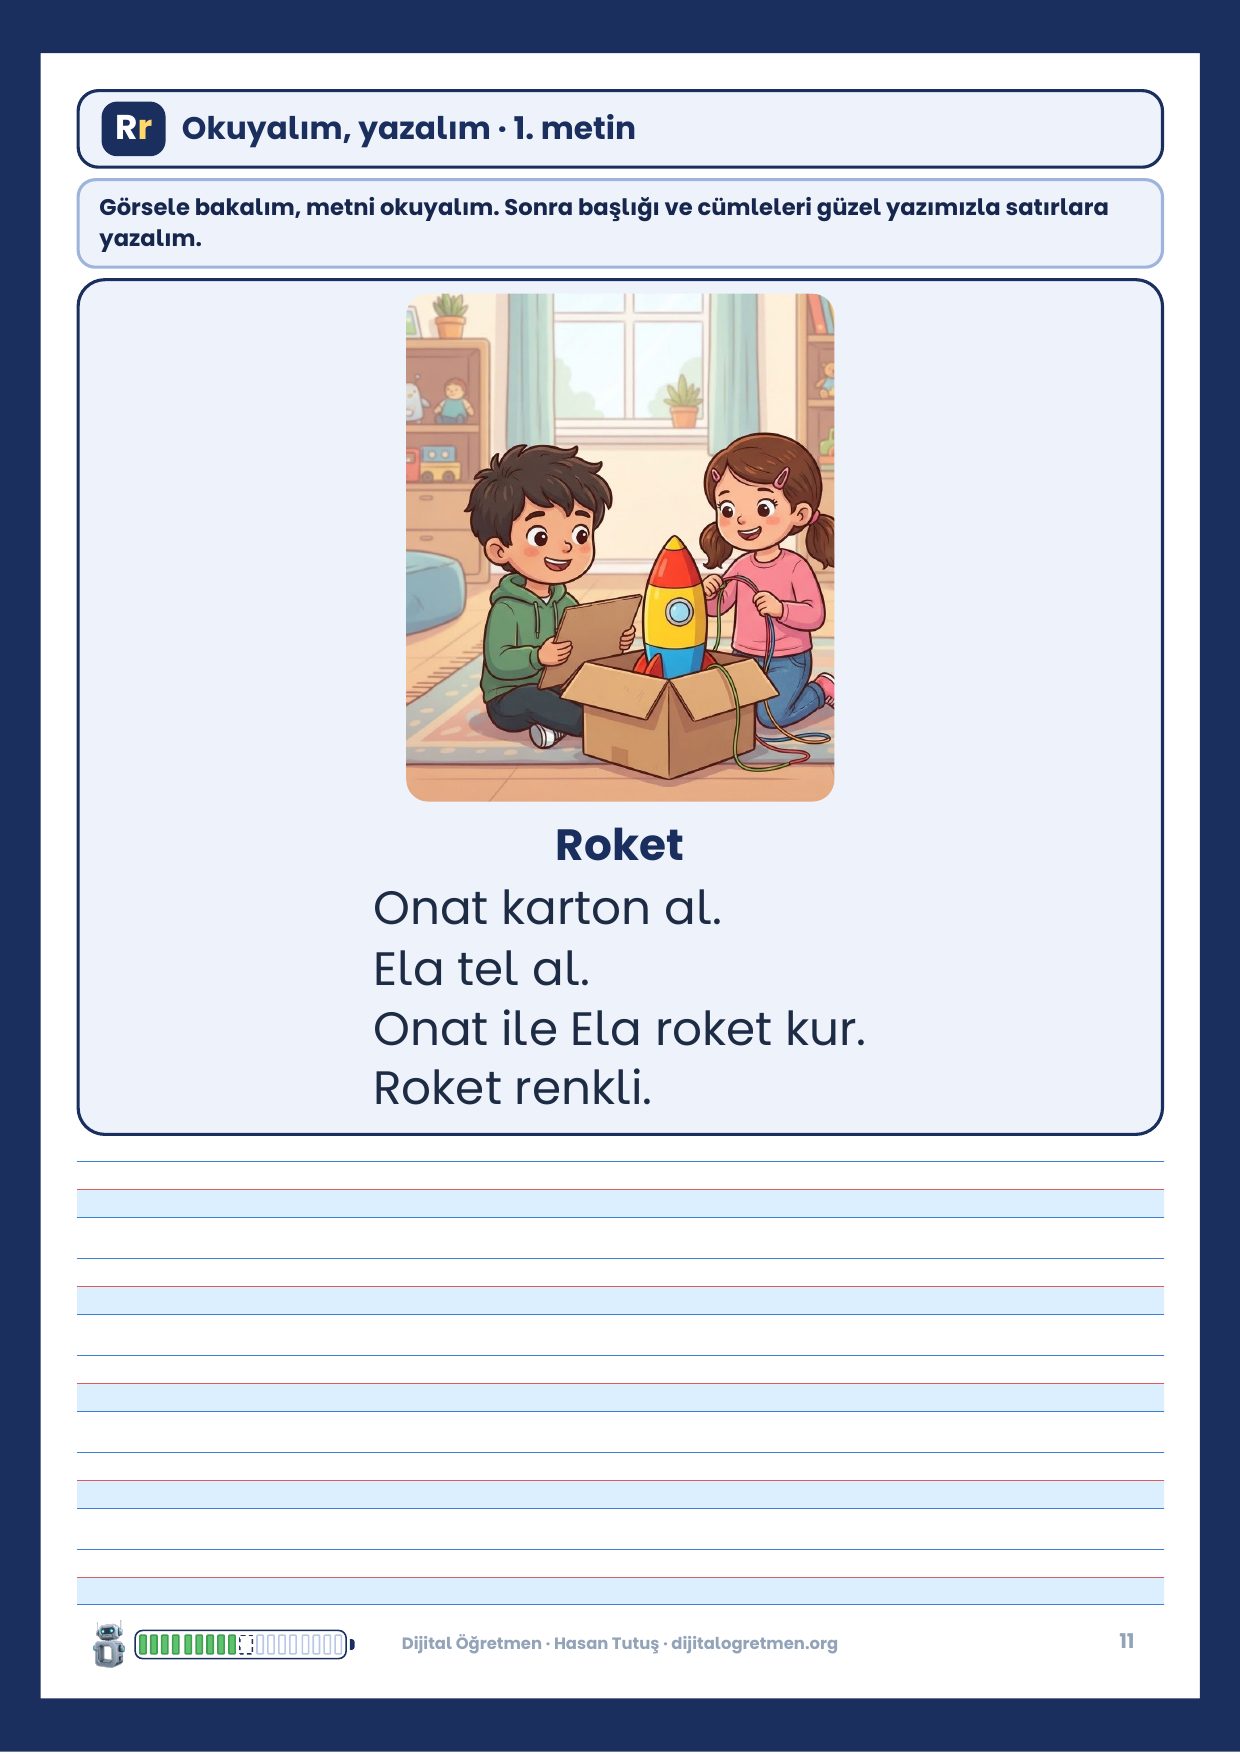 Rr Okuyalım, yazalım · 1. metin
Görsele bakalım, metni okuyalım. Sonra başlığı ve cümleleri güzel yazımızla satırlara
yazalım.
Roket
Onat karton al.
Ela tel al.
Onat ile Ela roket kur.
Roket renkli.
Dijital Öğretmen · Hasan Tutuş · dijitalogretmen.org
11